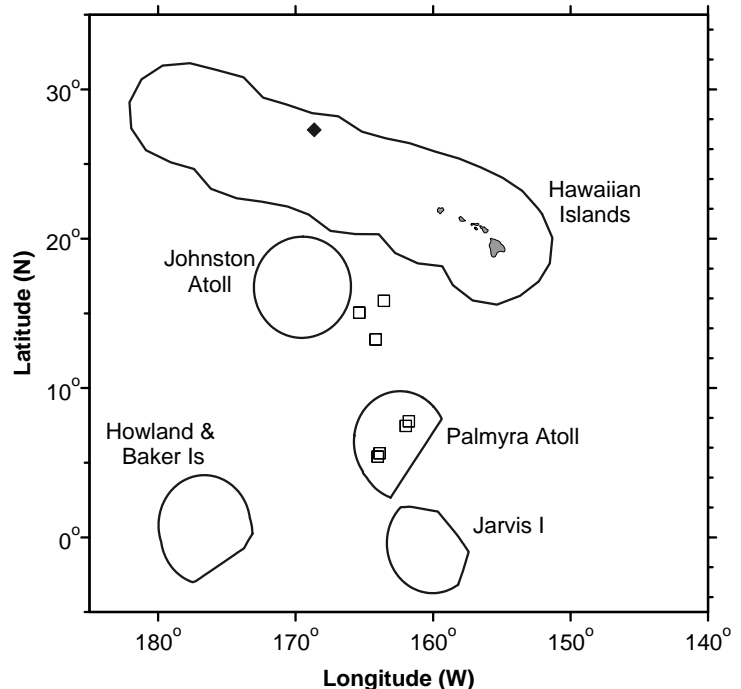 30°
Hawaiian
Islands
20°
Johnston
Atoll
Latitude (N)
10°
Howland &
Baker Is
Palmyra Atoll
Jarvis I
0°
180°
170°
160°
150°
140°
Longitude (W)